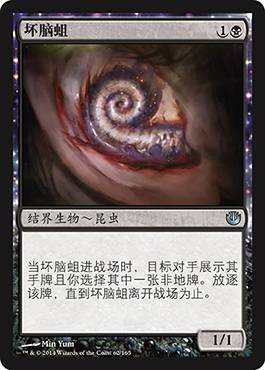 坏脑蛆 1
结界生物～昆虫
当坏脑蛆进战场时，目标对手展示其
手牌且你选择其中一张非地牌。放逐
该牌，直到坏脑蛆离开战场为止。
Min Yum
™ & © 2014 Wizards of the Coast 62/165
1/1